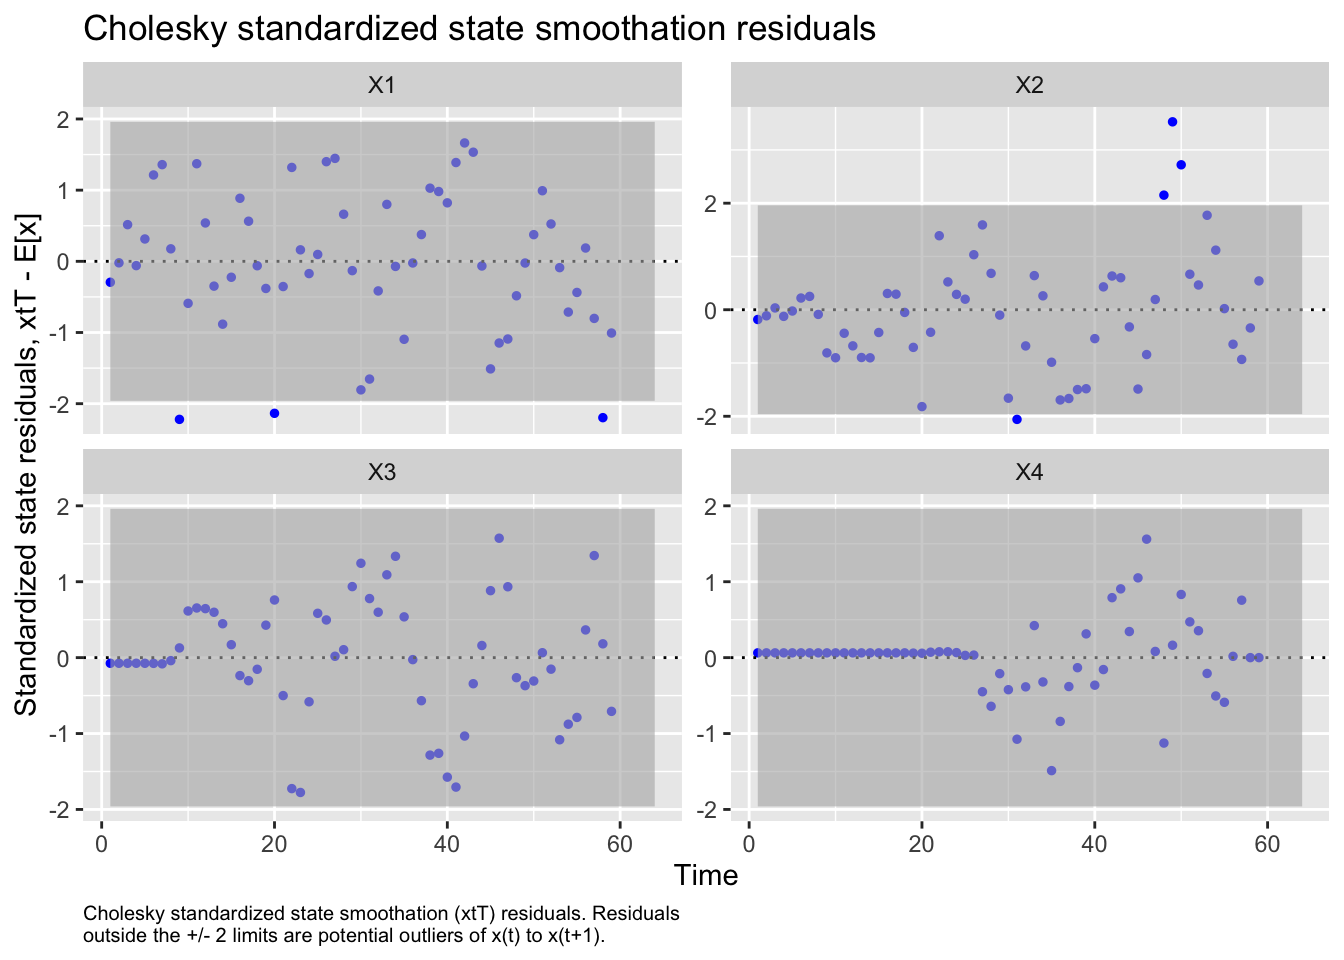 Cholesky standardized state smoothation residuals
X1
X2
2
1
0
-1
-2
2
0
-2
X3
X4
2
1
0
-1
-2
2
1
0
-1
-2
0
20
40
60
0
20
40
60
Standardized state residuals, xtT - E[x]
Time
Cholesky standardized state smoothation (xtT) residuals. Residuals
outside the +/- 2 limits are potential outliers of x(t) to x(t+1).